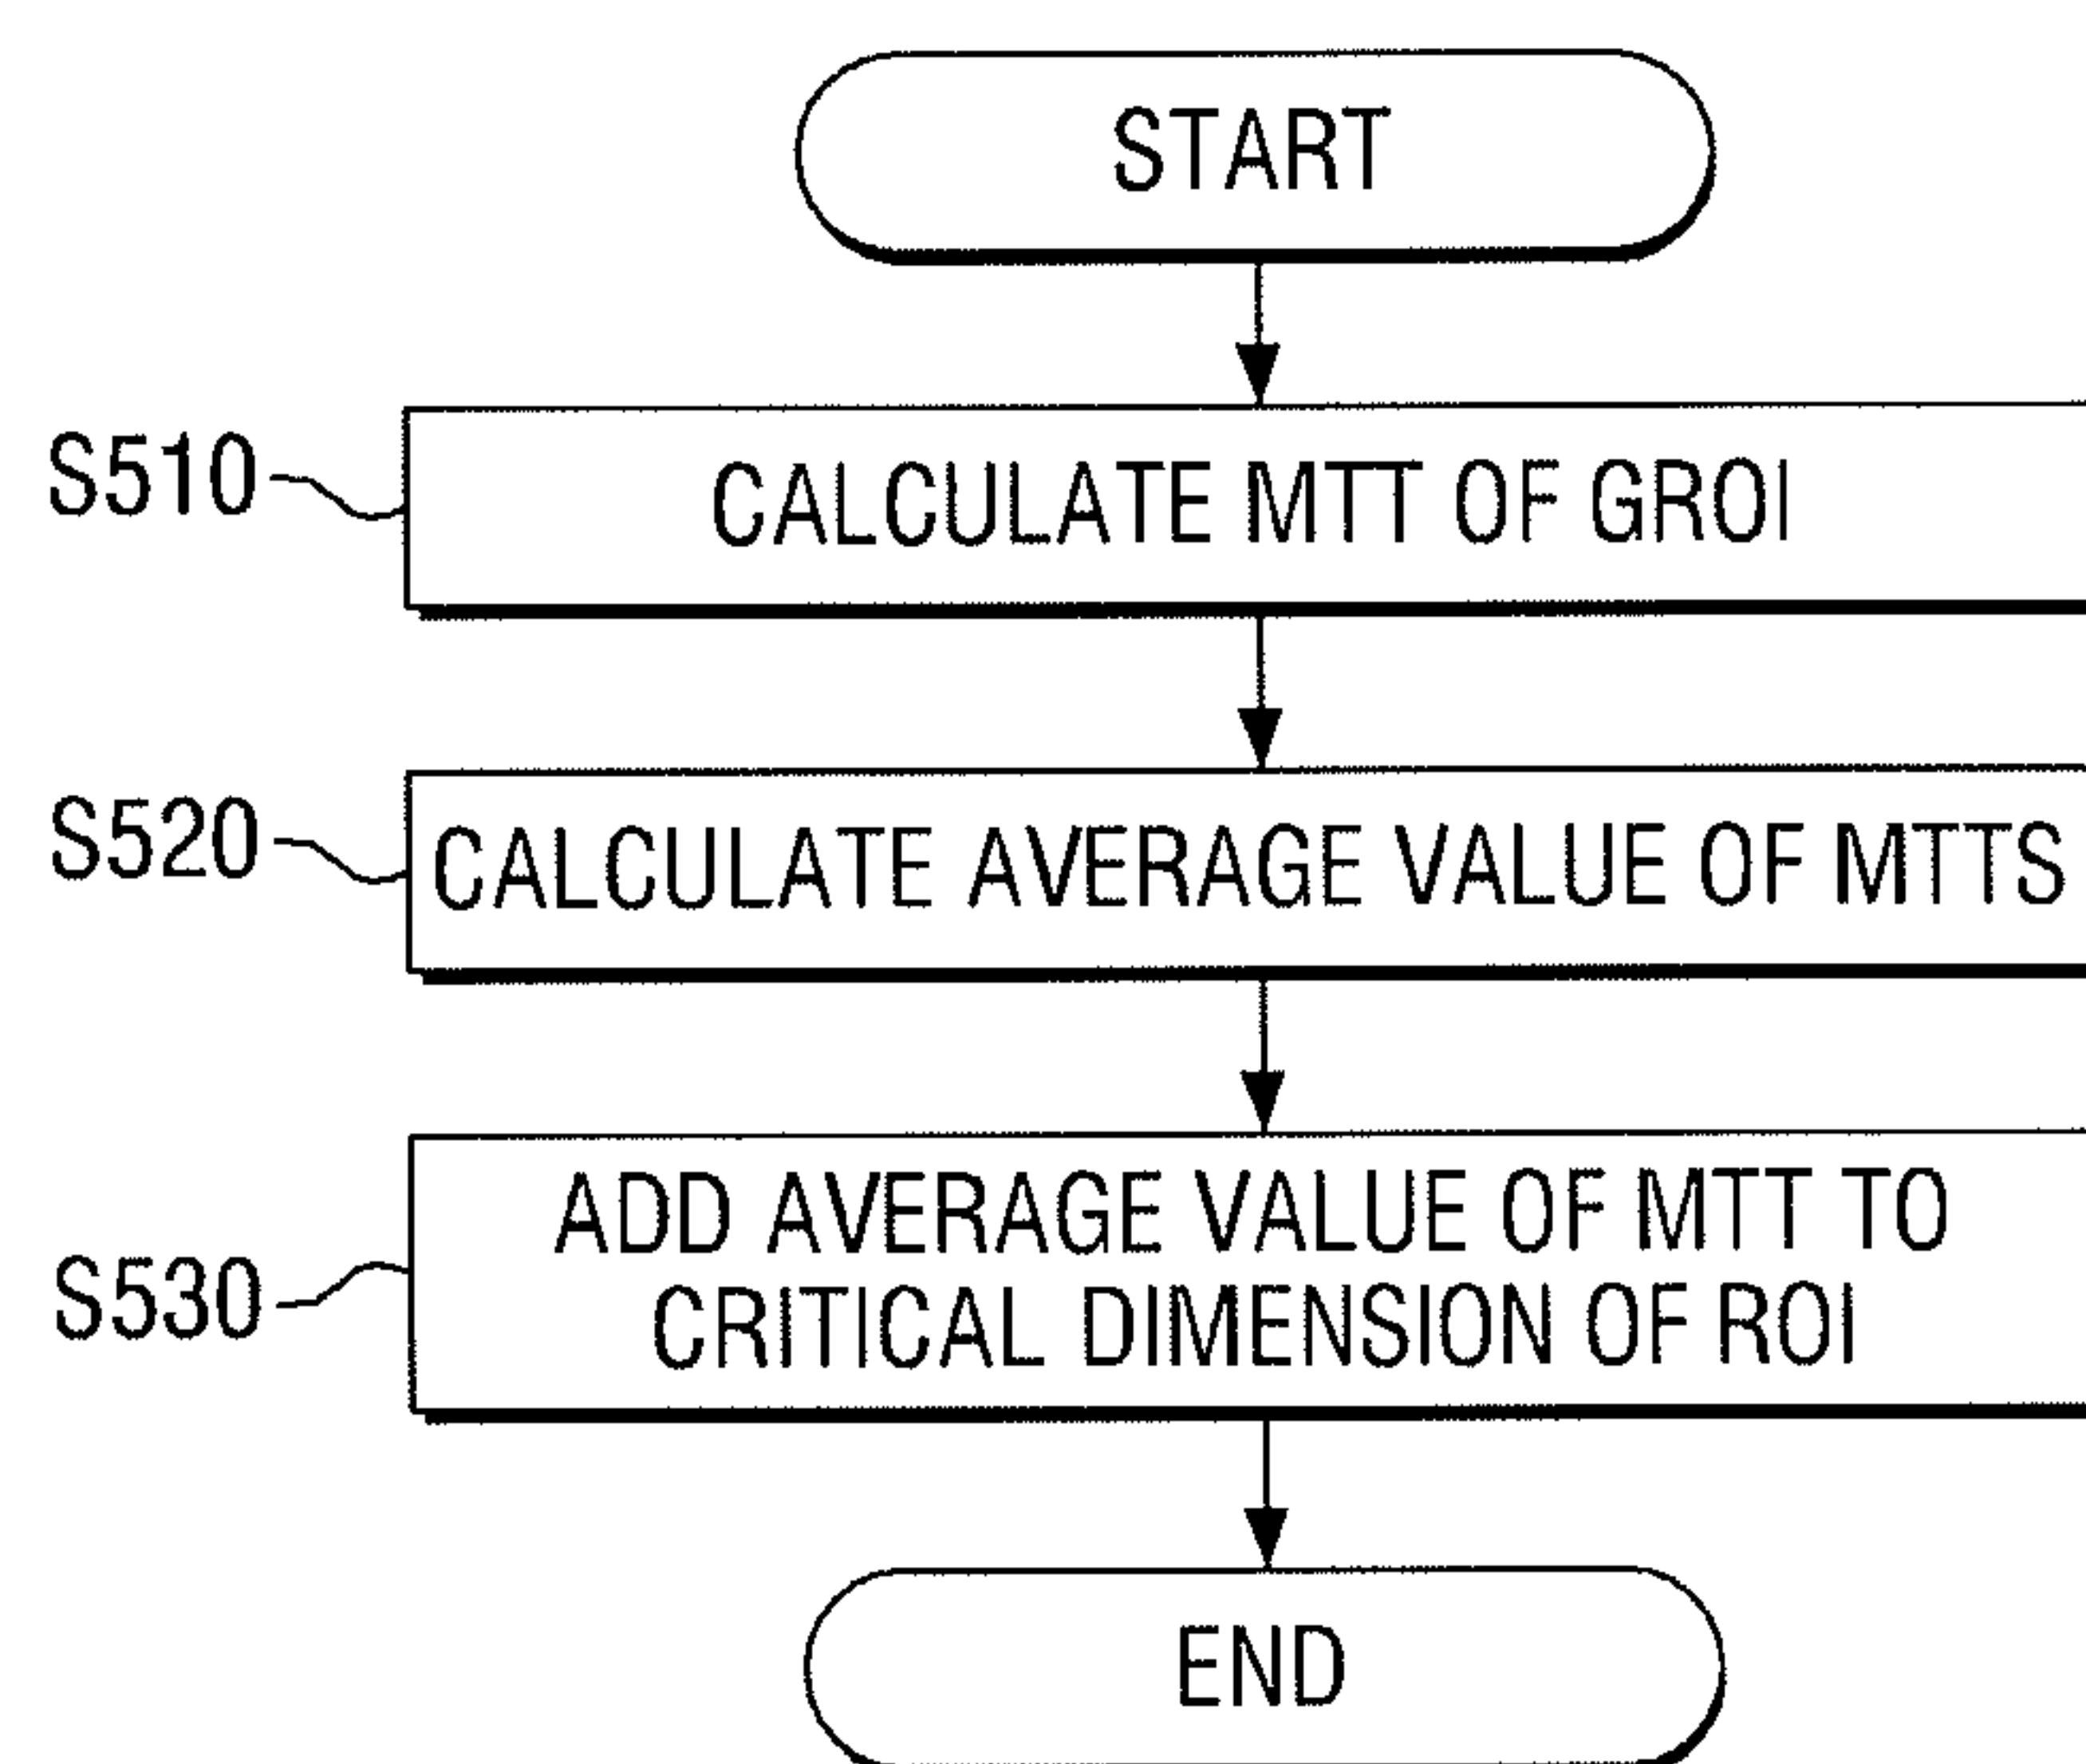 START
S510
CALCULATE MTT OF GROI
S520
CALCULATE AVERAGE VALUE OF MTTS
S530
ADD AVERAGE VALUE OF MTT TO
CRITICAL DIMENSION OF ROI
END